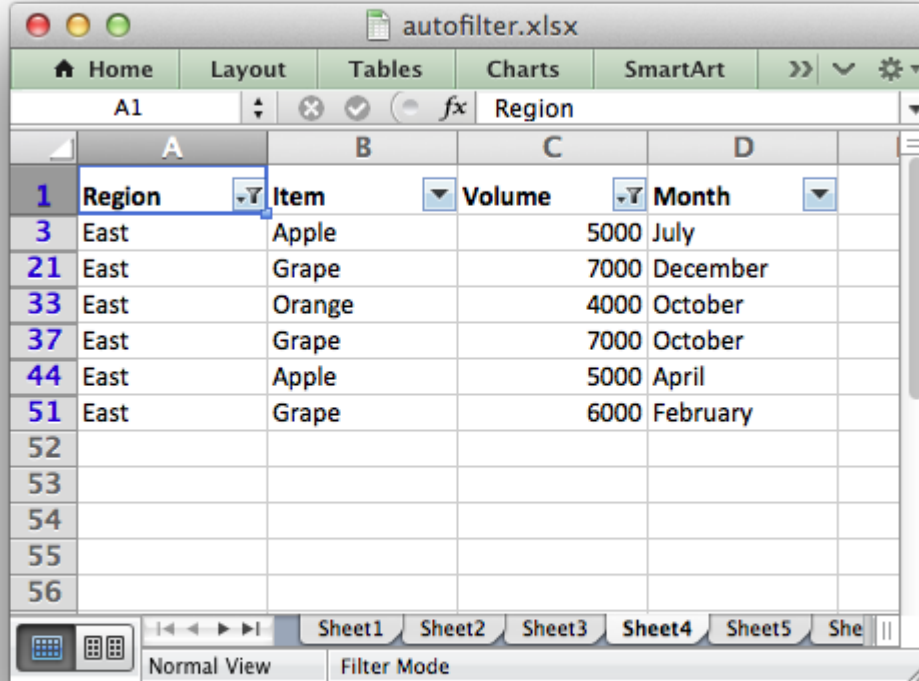 autofilter.xlsx
Home Layout Tables Charts SmartArt
A1 fx Region
A B C D
1 Region Item Volume Month
3 East Apple 5000 July
21 East Grape 7000 December
33 East Orange 4000 October
37 East Grape 7000 October
44 East Apple 5000 April
51 East Grape 6000 February
52
53
54
55
56
Sheet1 Sheet2 Sheet3 Sheet4 Sheet5 She
Normal View Filter Mode